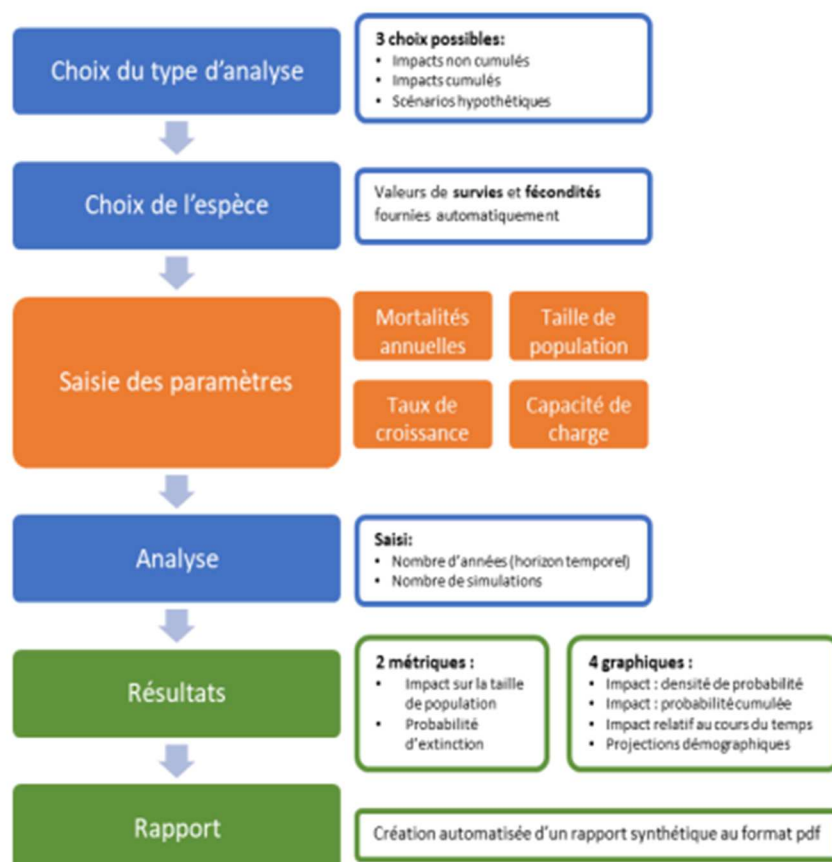 Choix du type d'analyse
3 choix possibles:
• Impacts non cumulés
• Impacts cumulés
• Scénarios hypothétiques
Choix de l'espèce
Valeurs de survies et fécondités
fournies automatiquement
Saisie des paramètres
Mortalités
annuelles
Taille de
population
Taux de
croissance
Capacité de
charge
Analyse
Saisi:
• Nombre d'années (horizon temporel)
• Nombre de simulations
Résultats
2 métriques :
• Impact sur la taille
de population
• Probabilité
d'extinction
4 graphiques :
• Impact : densité de probabilité
• Impact : probabilité cumulée
• Impact relatif au cours du temps
• Projections démographiques
Rapport
Création automatisée d'un rapport synthétique au format pdf